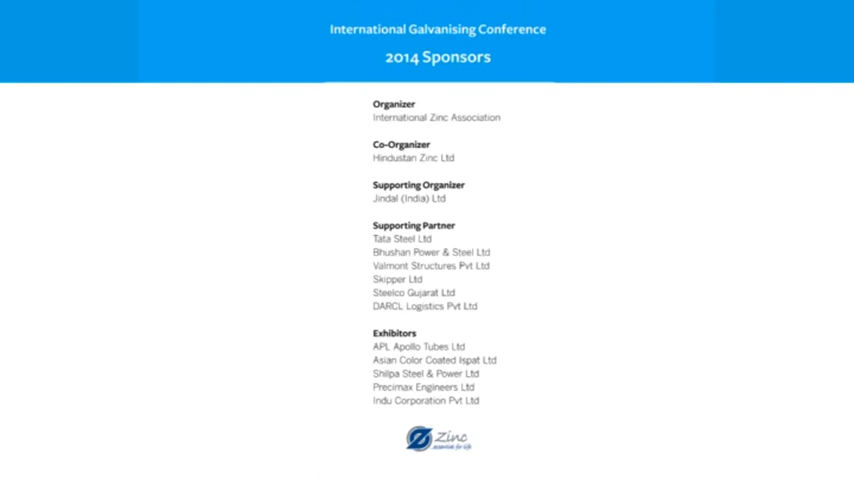 International Galvanising Conference
2014 Sponsors
Organizer
International Zinc Association
Co-Organizer
Hindustan Zinc Ltd
Supporting Organizer
Jindal (India) Ltd
Supporting Partner
Tata Steel Ltd
Bhushan Power & Steel Ltd
Valmont Structures Pvt Ltd
Skipper Ltd
Steelco Gujarat Ltd
DARCL Logistics Pvt Ltd
Exhibitors
APL Apollo Tubes Ltd
Asian Color Coated Ispat Ltd
Shilpa Steel & Power Ltd
Precimax Engineers Ltd
Indu Corporation Pvt Ltd
Zinc
...essential for life